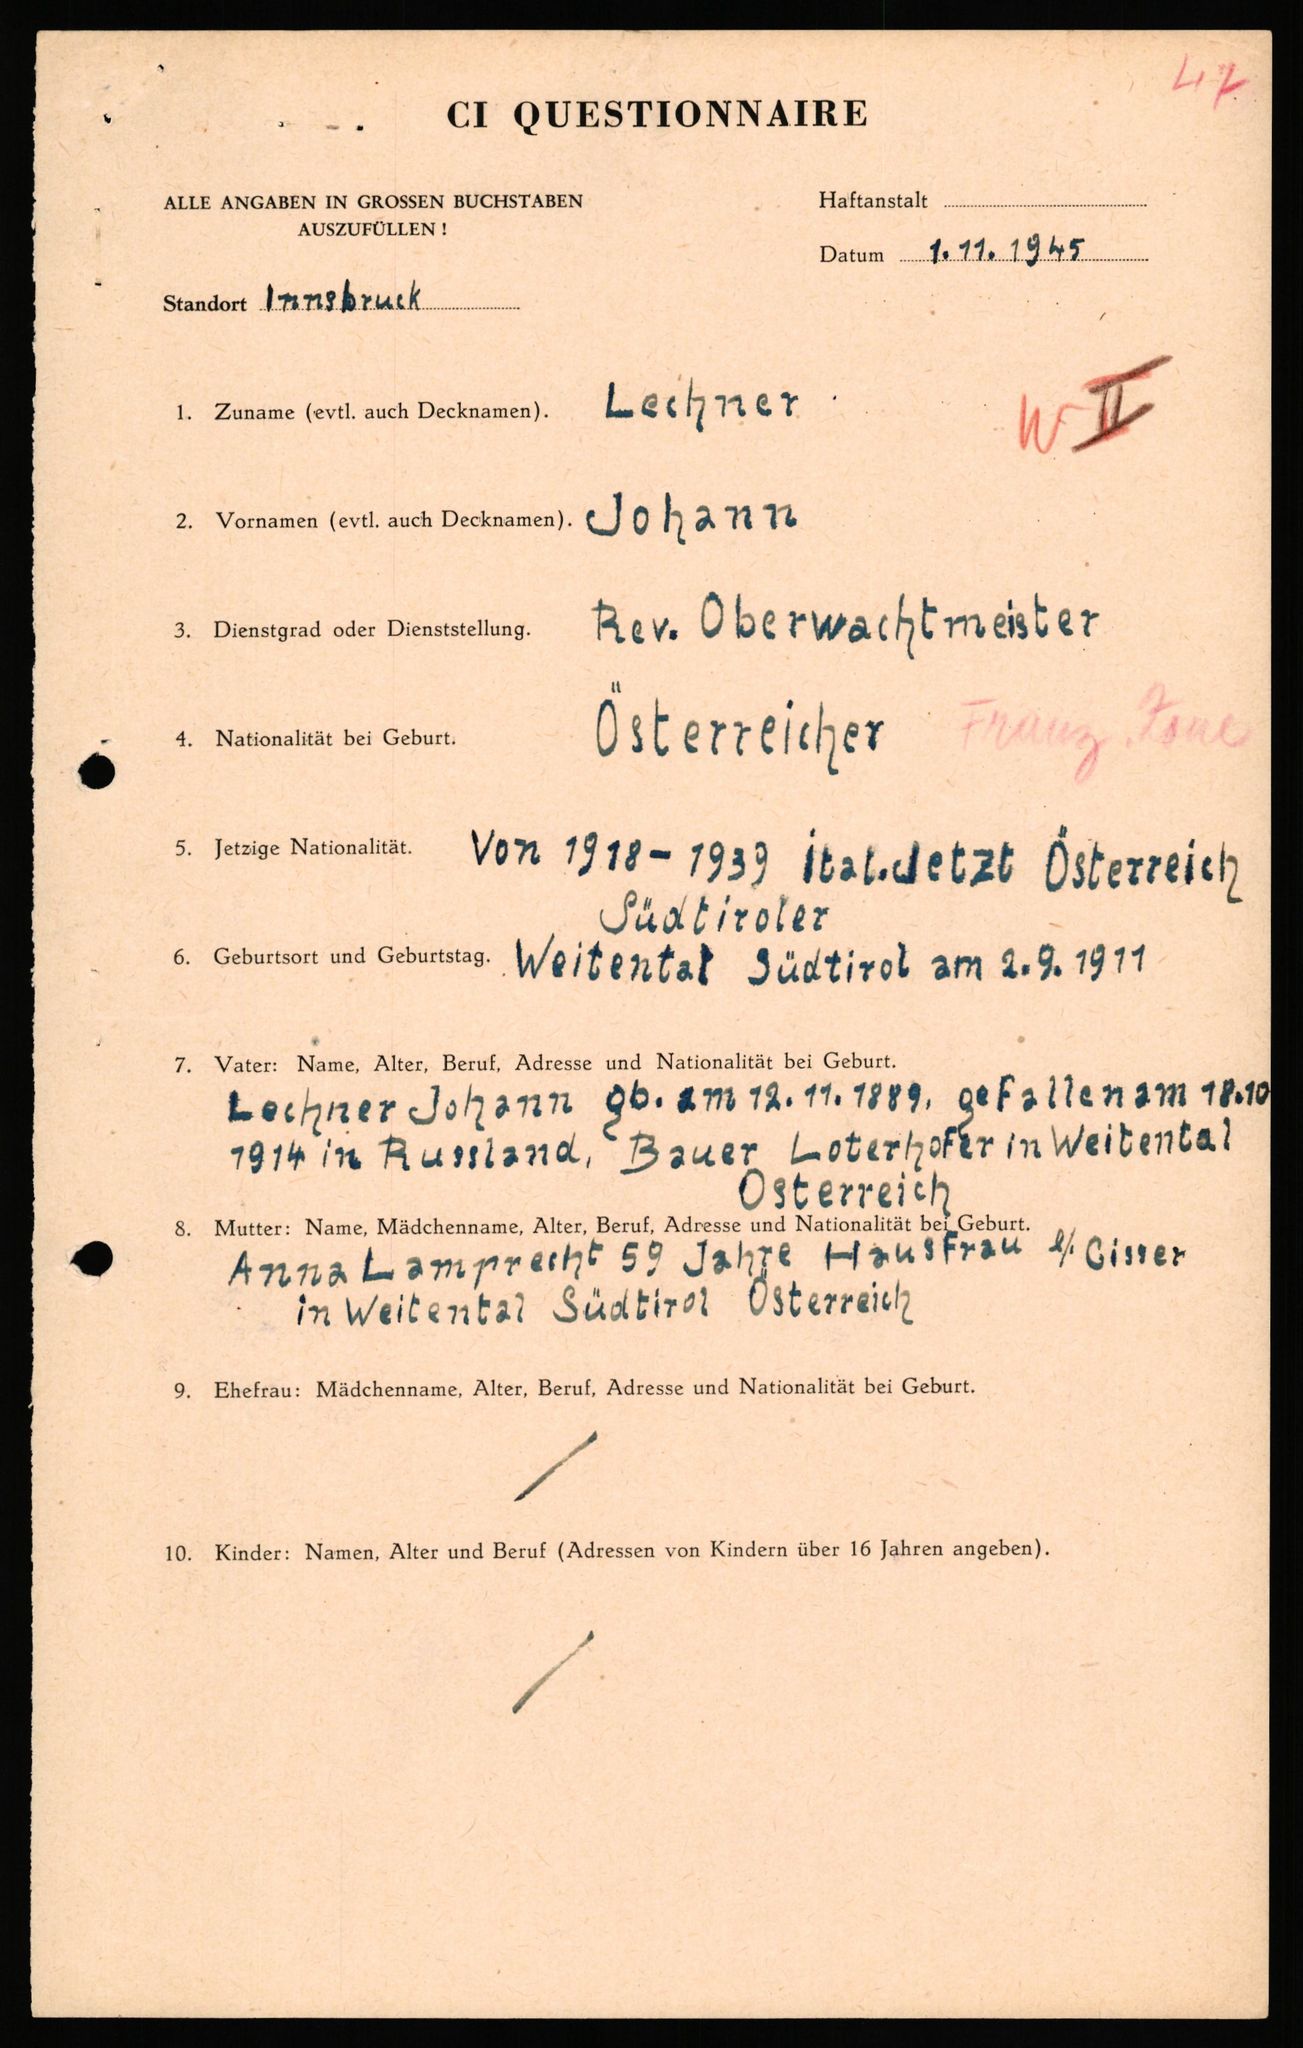 47
CI QUESTIONNAIRE
ALLE ANGABEN IN GROSSEN BUCHSTABEN
AUSZUFÜLLEN !
Haftanstalt
Datum 1.11.1945
Standort Innsbruck
1. Zuname (evtl. auch Decknamen). Lechner
W II
2. Vornamen (evtl. auch Decknamen). Johann
3. Dienstgrad oder Dienststellung. Rev. Oberwachtmeister
4. Nationalität bei Geburt. Österreicher Franz. Zone
5. Jetzige Nationalität. Von 1918 – 1939 ital. Jetzt Österreich
Südtiroler
6. Geburtsort und Geburtstag. Weitental Südtirol am 2.9.1911
7. Vater: Name, Alter, Beruf, Adresse und Nationalität bei Geburt.
Lechner Johann gb. am 12.11.1889, gefallen am 18.10
1914 in Russland, Bauer Loterhofer in Weitental
Österreich
8. Mutter: Name, Mädchenname, Alter, Beruf, Adresse und Nationalität bei Geburt.
Anna Lamprecht 59 Jahre Hausfrau Gisser
in Weitental Südtirol Österreich
9. Ehefrau: Mädchenname, Alter, Beruf, Adresse und Nationalität bei Geburt.
/
10. Kinder: Namen, Alter und Beruf (Adressen von Kindern über 16 Jahren angeben).
/